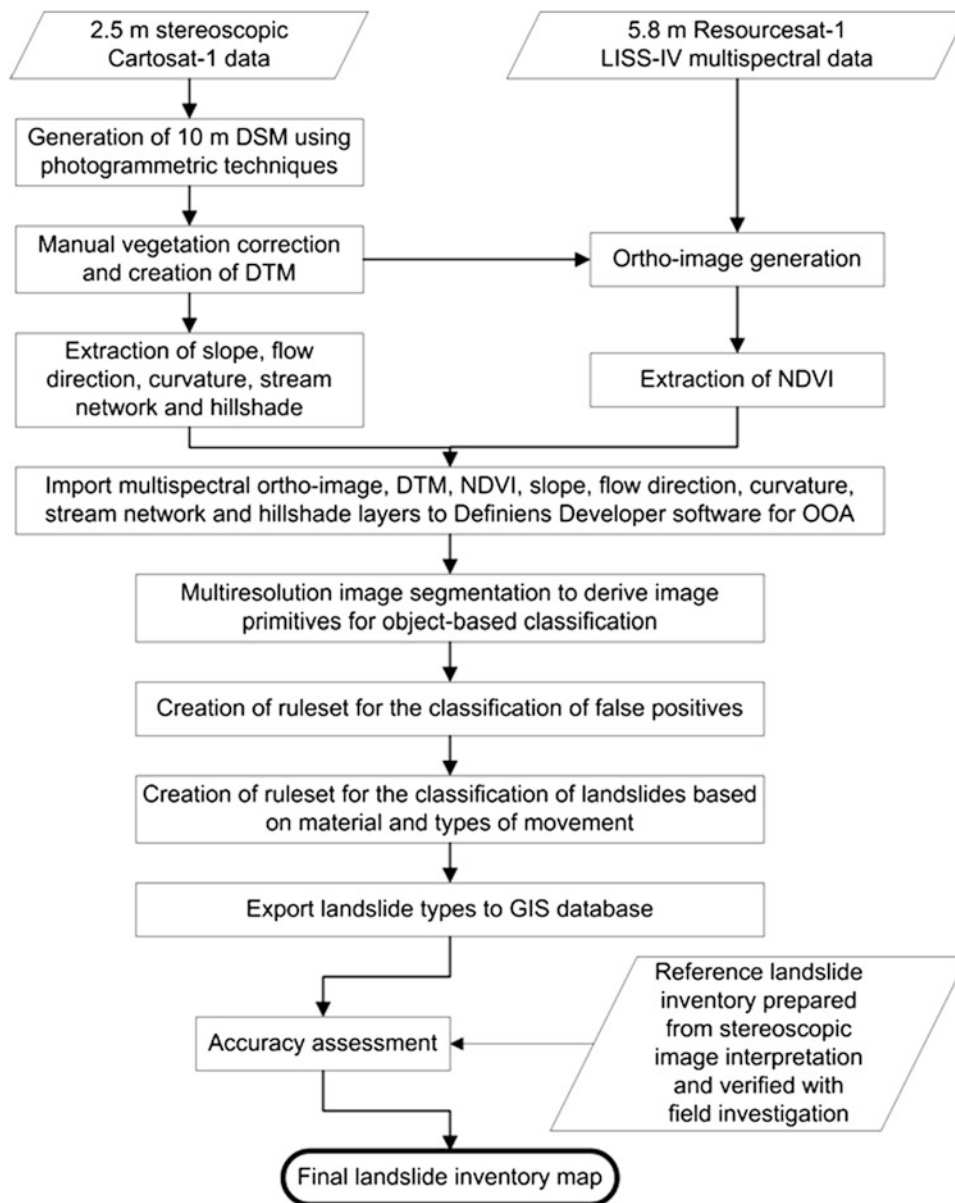 2.5 m stereoscopic
Cartosat-1 data
5.8 m Resourcesat-1
LISS-IV multispectral data
Generation of 10 m DSM using
photogrammetric techniques
Manual vegetation correction
and creation of DTM
Ortho-image generation
Extraction of slope, flow
direction, curvature, stream
network and hillshade
Extraction of NDVI
Import multispectral ortho-image, DTM, NDVI, slope, flow direction, curvature,
stream network and hillshade layers to Definiens Developer software for OOA
Multiresolution image segmentation to derive image
primitives for object-based classification
Creation of ruleset for the classification of false positives
Creation of ruleset for the classification of landslides based
on material and types of movement
Export landslide types to GIS database
Reference landslide
inventory prepared
from stereoscopic
image interpretation
and verified with
field investigation
Accuracy assessment
Final landslide inventory map